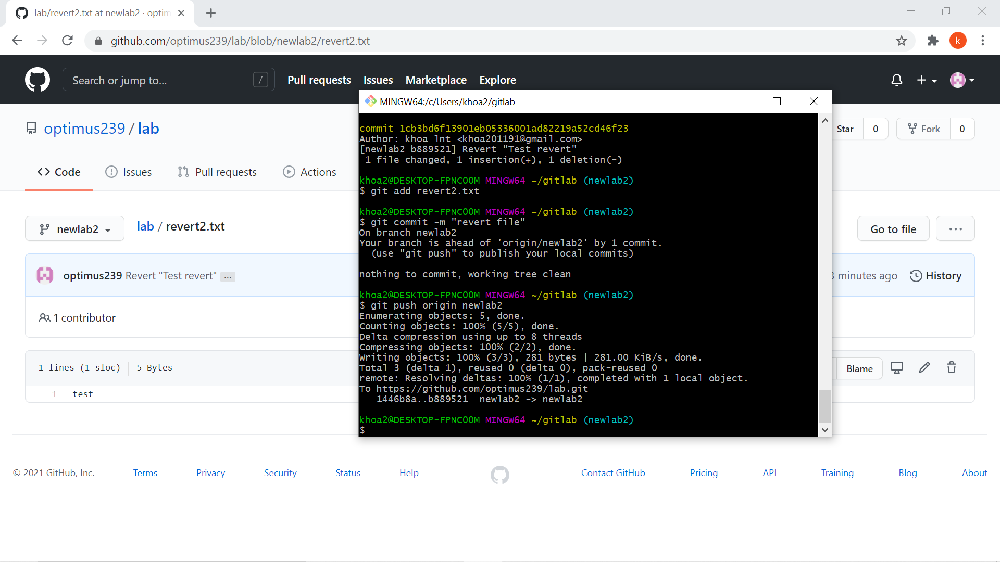 lab/revert2.txt at newlab2 · optim
github.com/optimus239/lab/blob/newlab2/revert2.txt
k
Search or jump to...
/
Pull requests
Issues
Marketplace
Explore
optimus239 / lab
Star
0
Fork
0
Code
Issues
Pull requests
Actions
newlab2
lab / revert2.txt
Go to file
...
optimus239 Revert "Test revert" ...
minutes ago
History
1 contributor
1 lines (1 sloc)
5 Bytes
Blame
1
test
MINGW64:/c/Users/khoa2/gitlab
commit 1cb3bd6f13901eb05336001ad82219a52cd46f23
Author: khoa lnt <khoa201191@gmail.com>
[newlab2 b889521] Revert "Test revert"
1 file changed, 1 insertion(+), 1 deletion(-)
khoa2@DESKTOP-FPNC00M MINGW64 ~/gitlab (newlab2)
$ git add revert2.txt
khoa2@DESKTOP-FPNC00M MINGW64 ~/gitlab (newlab2)
$ git commit -m "revert file"
On branch newlab2
Your branch is ahead of 'origin/newlab2' by 1 commit.
(use "git push" to publish your local commits)
nothing to commit, working tree clean
khoa2@DESKTOP-FPNC00M MINGW64 ~/gitlab (newlab2)
$ git push origin newlab2
Enumerating objects: 5, done.
Counting objects: 100% (5/5), done.
Delta compression using up to 8 threads
Compressing objects: 100% (2/2), done.
Writing objects: 100% (3/3), 281 bytes | 281.00 KiB/s, done.
Total 3 (delta 1), reused 0 (delta 0), pack-reused 0
remote: Resolving deltas: 100% (1/1), completed with 1 local object.
To https://github.com/optimus239/lab.git
1446b8a..b889521  newlab2 -> newlab2
khoa2@DESKTOP-FPNC00M MINGW64 ~/gitlab (newlab2)
$
© 2021 GitHub, Inc.
Terms
Privacy
Security
Status
Help
Contact GitHub
Pricing
API
Training
Blog
About